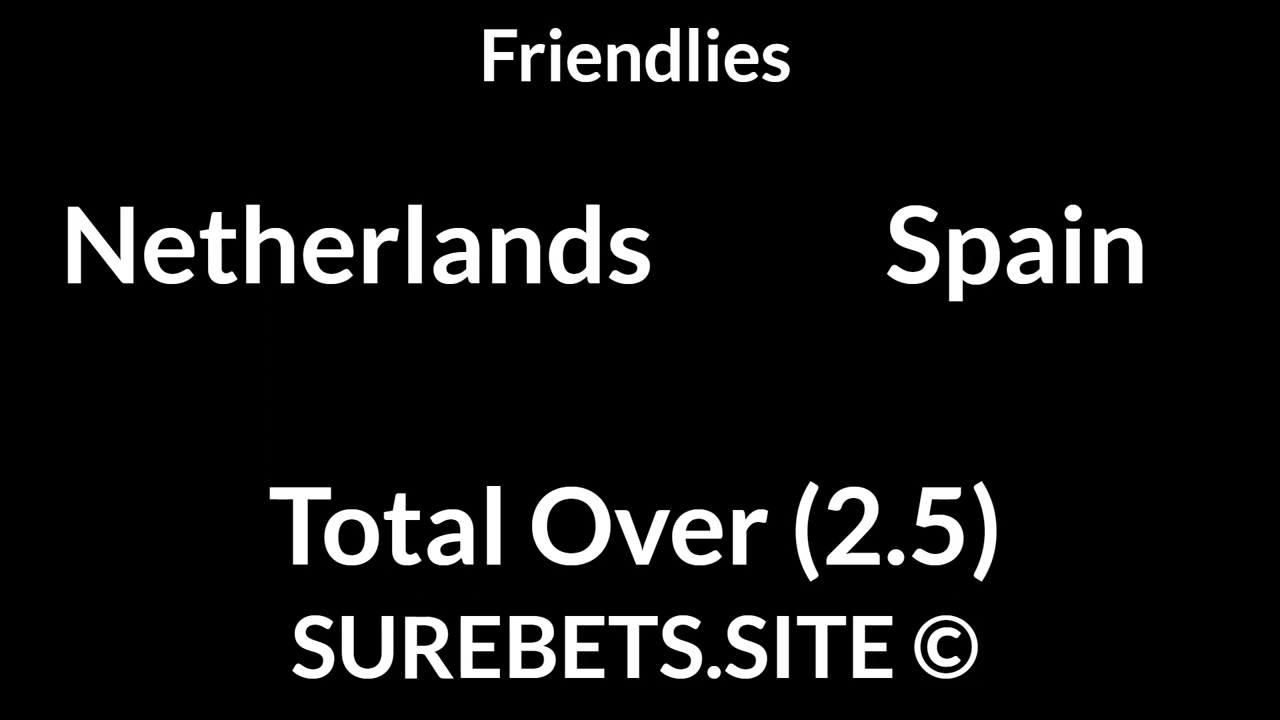 Friendlies
Netherlands Spain
Total Over (2.5)
SUREBETS.SITE ©